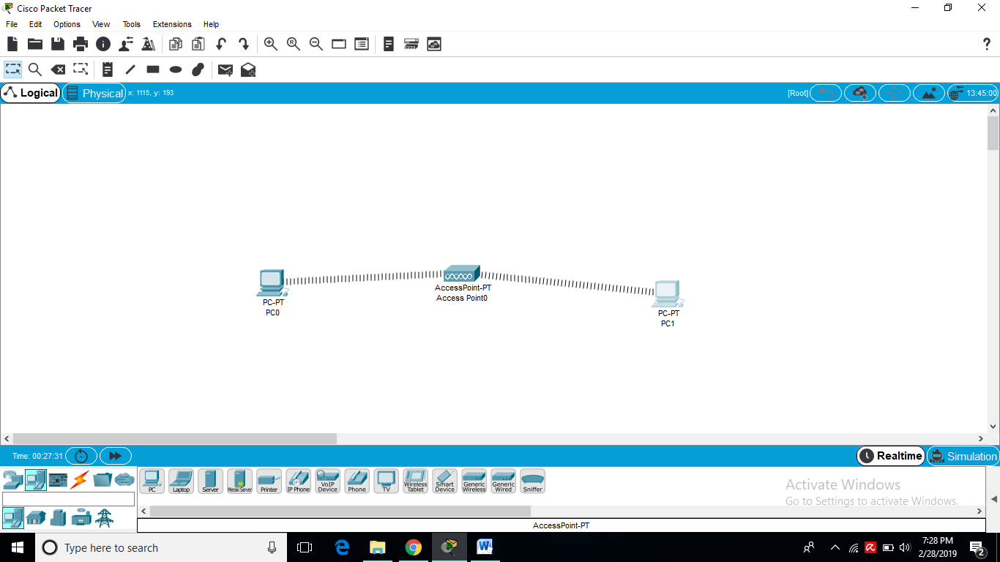 Cisco Packet Tracer
File Edit Options View Tools Extensions Help
?
Logical Physical x: 1115, y: 193 [Root] 13:45:00
AccessPoint-PT
Access Point0
PC-PT
PC0
PC-PT
PC1
Time: 00:27:31 Realtime Simulation
PC Laptop Server Meraki Server Printer IP Phone VoIP Device Phone TV Wireless Tablet Smart Device Generic Wireless Generic Wired Sniffer
Activate Windows
Go to Settings to activate Windows.
AccessPoint-PT
Type here to search
7:28 PM
2/28/2019
2